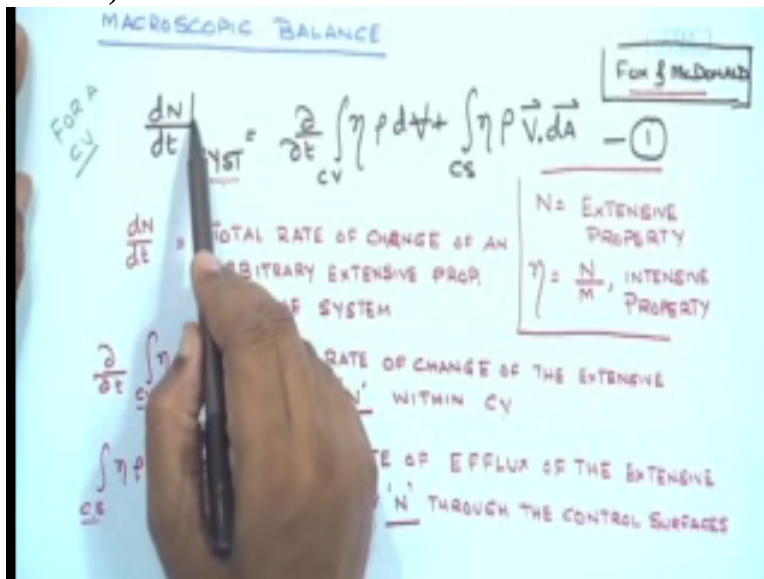 MACROSCOPIC BALANCE
FOX & McDONALD
FOR A
CV
dN/dt | SYST = ∂/∂t ∫CV η ρ dV + ∫CS η ρ V⃗.dA⃗ — ①
N = EXTENSIVE
PROPERTY
η = N/M, INTENSIVE
PROPERTY
dN/dt = TOTAL RATE OF CHANGE OF AN
ARBITRARY EXTENSIVE PROP.
SYSTEM
∂/∂t ∫ η RATE OF CHANGE OF THE EXTENSIVE
'N' WITHIN CV
∫CS η ρ OF EFFLUX OF THE EXTENSIVE
'N' THROUGH THE CONTROL SURFACES